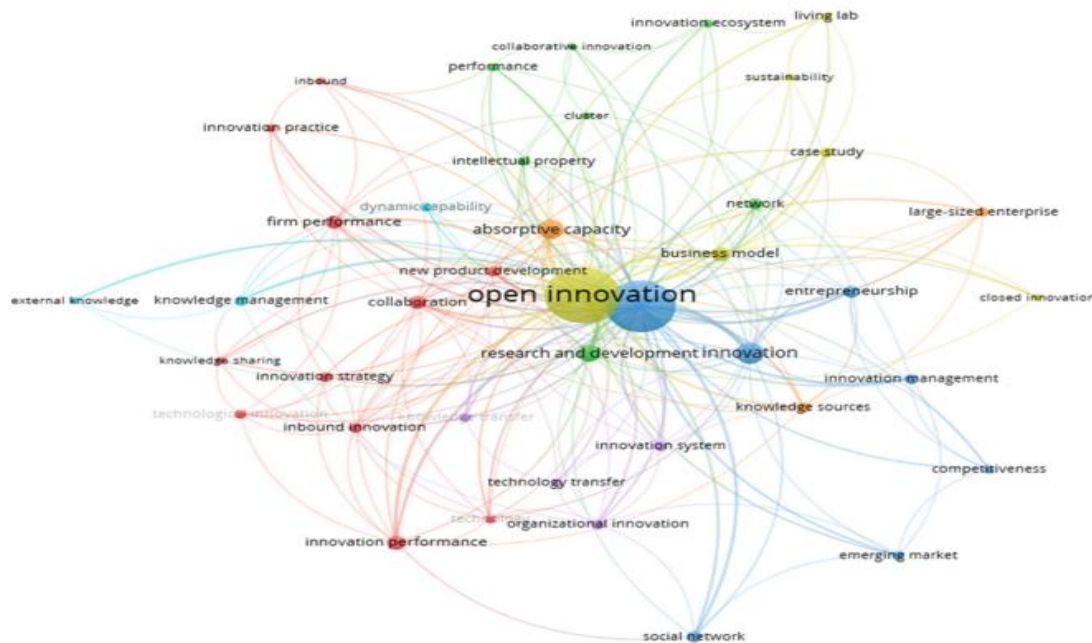 living lab
innovation ecosystem
collaborative innovation
performance
sustainability
inbound
cluster
innovation practice
case study
intellectual property
dynamic capability
network
large-sized enterprise
firm performance
absorptive capacity
business model
new product development
open innovation
entrepreneurship
external knowledge
knowledge management
collaboration
closed innovation
research and development
innovation
knowledge sharing
innovation strategy
innovation management
knowledge sources
technological innovation
knowledge transfer
inbound innovation
innovation system
competitiveness
technology transfer
technology
organizational innovation
innovation performance
emerging market
social network